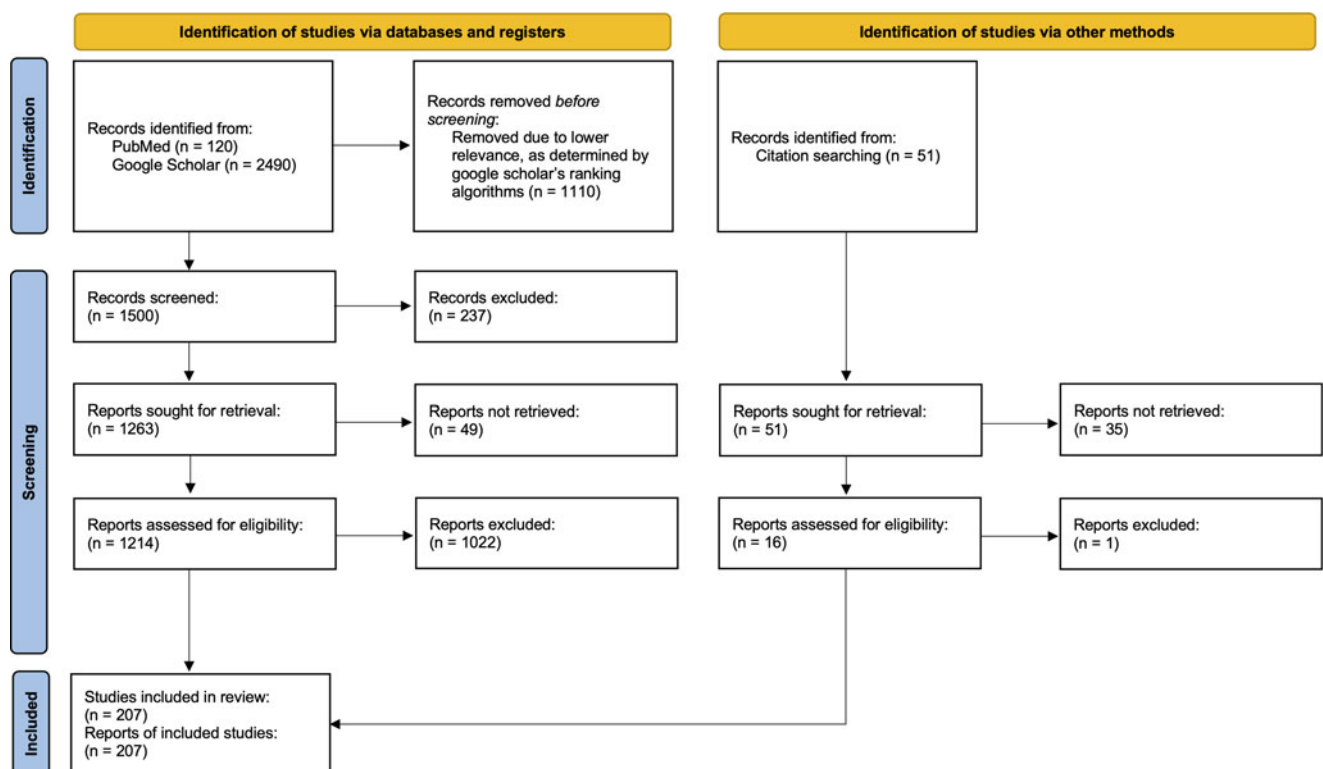 Identification of studies via databases and registers
Identification of studies via other methods
Identification
Records identified from:
PubMed (n = 120)
Google Scholar (n = 2490)
Records removed before
screening:
Removed due to lower
relevance, as determined by
google scholar's ranking
algorithms (n = 1110)
Records identified from:
Citation searching (n = 51)
Screening
Records screened:
(n = 1500)
Records excluded:
(n = 237)
Reports sought for retrieval:
(n = 1263)
Reports not retrieved:
(n = 49)
Reports sought for retrieval:
(n = 51)
Reports not retrieved:
(n = 35)
Reports assessed for eligibility:
(n = 1214)
Reports excluded:
(n = 1022)
Reports assessed for eligibility:
(n = 16)
Reports excluded:
(n = 1)
Included
Studies included in review:
(n = 207)
Reports of included studies:
(n = 207)